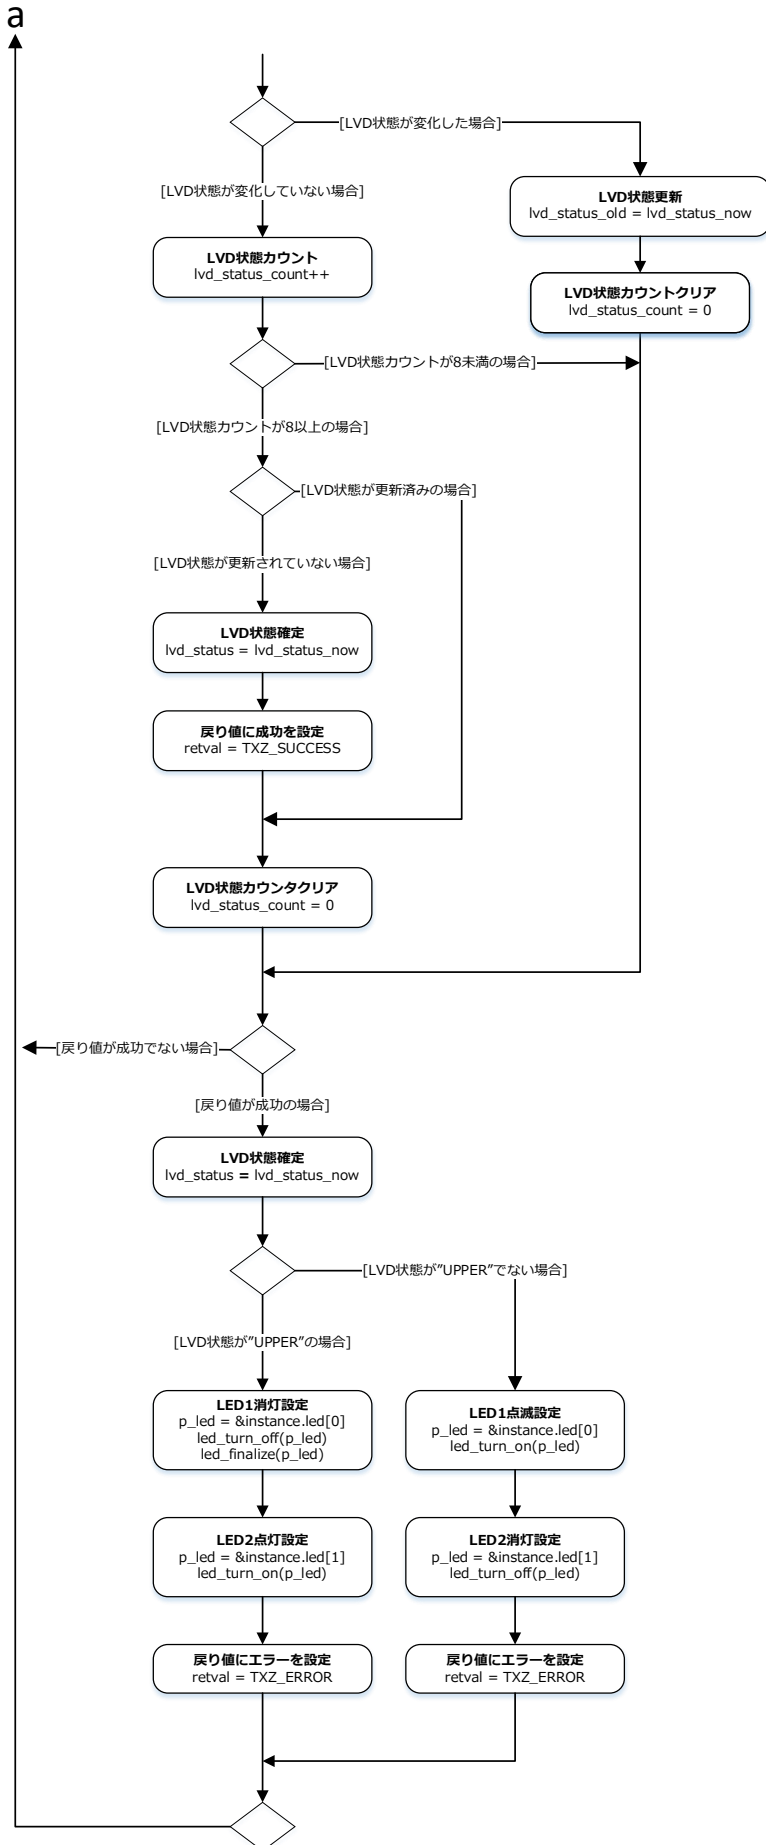 a
[LVD状態が変化した場合]
[LVD状態が変化していない場合]
LVD状態更新
lvd_status_old = lvd_status_now
LVD状態カウント
lvd_status_count++
LVD状態カウントクリア
lvd_status_count = 0
[LVD状態カウントが8未満の場合]
[LVD状態カウントが8以上の場合]
[LVD状態が更新済みの場合]
[LVD状態が更新されていない場合]
LVD状態確定
lvd_status = lvd_status_now
戻り値に成功を設定
retval = TXZ_SUCCESS
LVD状態カウンタクリア
lvd_status_count = 0
[戻り値が成功でない場合]
[戻り値が成功の場合]
LVD状態確定
lvd_status = lvd_status_now
[LVD状態が”UPPER”でない場合]
[LVD状態が”UPPER”の場合]
LED1消灯設定
p_led = &instance.led[0]
led_turn_off(p_led)
led_finalize(p_led)
LED1点滅設定
p_led = &instance.led[0]
led_turn_on(p_led)
LED2点灯設定
p_led = &instance.led[1]
led_turn_on(p_led)
LED2消灯設定
p_led = &instance.led[1]
led_turn_off(p_led)
戻り値にエラーを設定
retval = TXZ_ERROR
戻り値にエラーを設定
retval = TXZ_ERROR